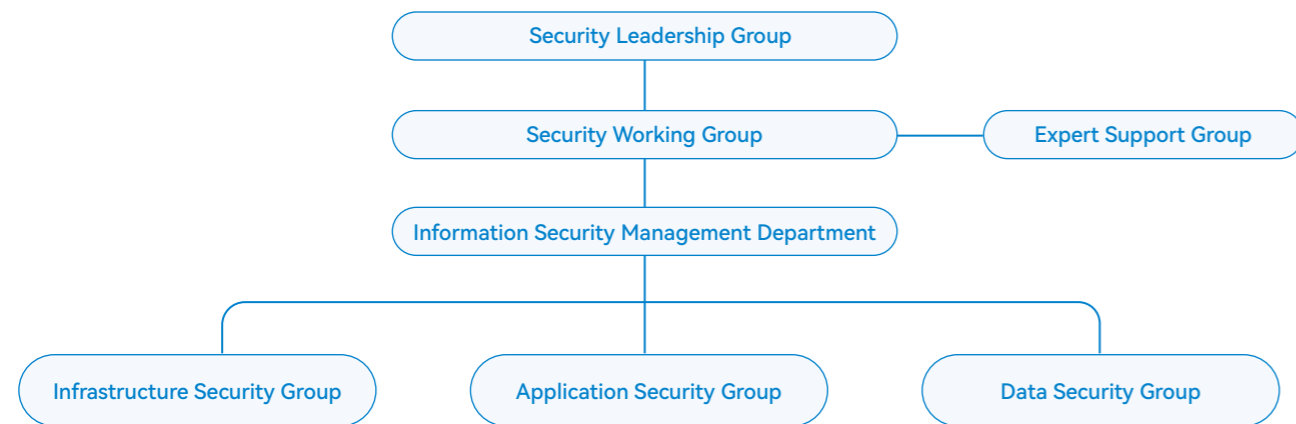 Security Leadership Group
Security Working Group
Expert Support Group
Information Security Management Department
Infrastructure Security Group
Application Security Group
Data Security Group